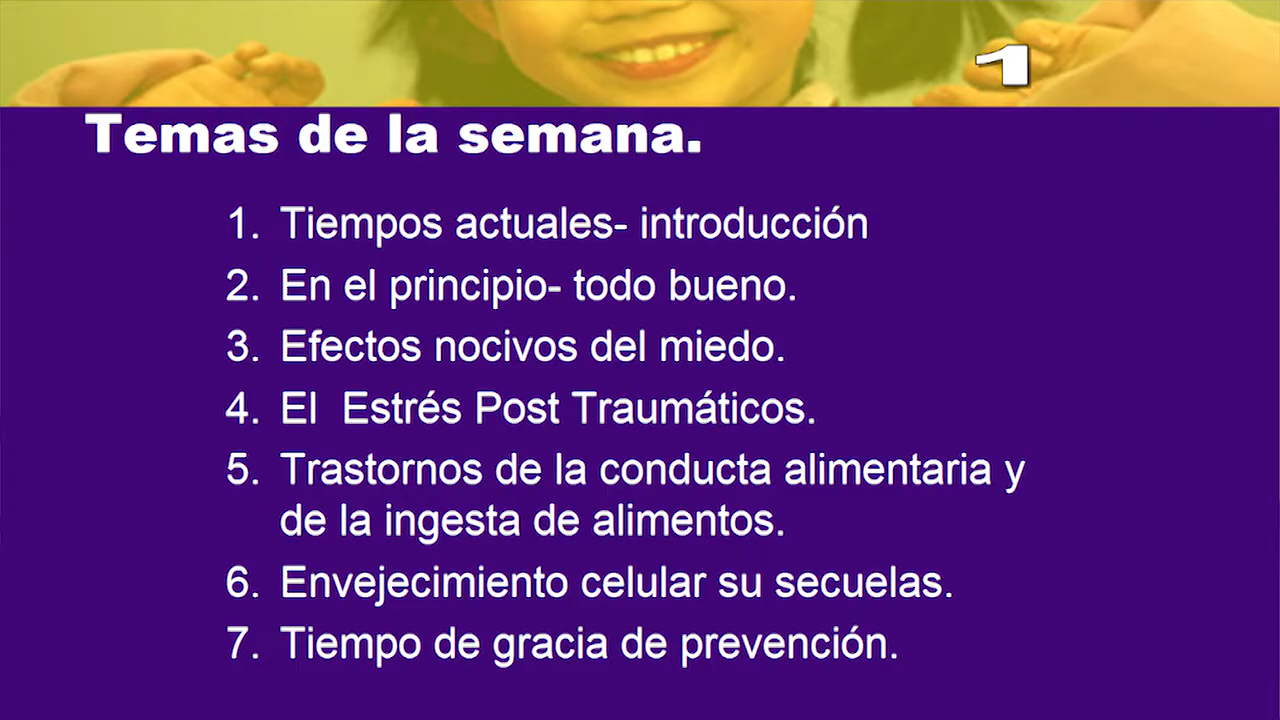 1
Temas de la semana.
1. Tiempos actuales- introducción
2. En el principio- todo bueno.
3. Efectos nocivos del miedo.
4. El  Estrés Post Traumáticos.
5. Trastornos de la conducta alimentaria y
de la ingesta de alimentos.
6. Envejecimiento celular su secuelas.
7. Tiempo de gracia de prevención.